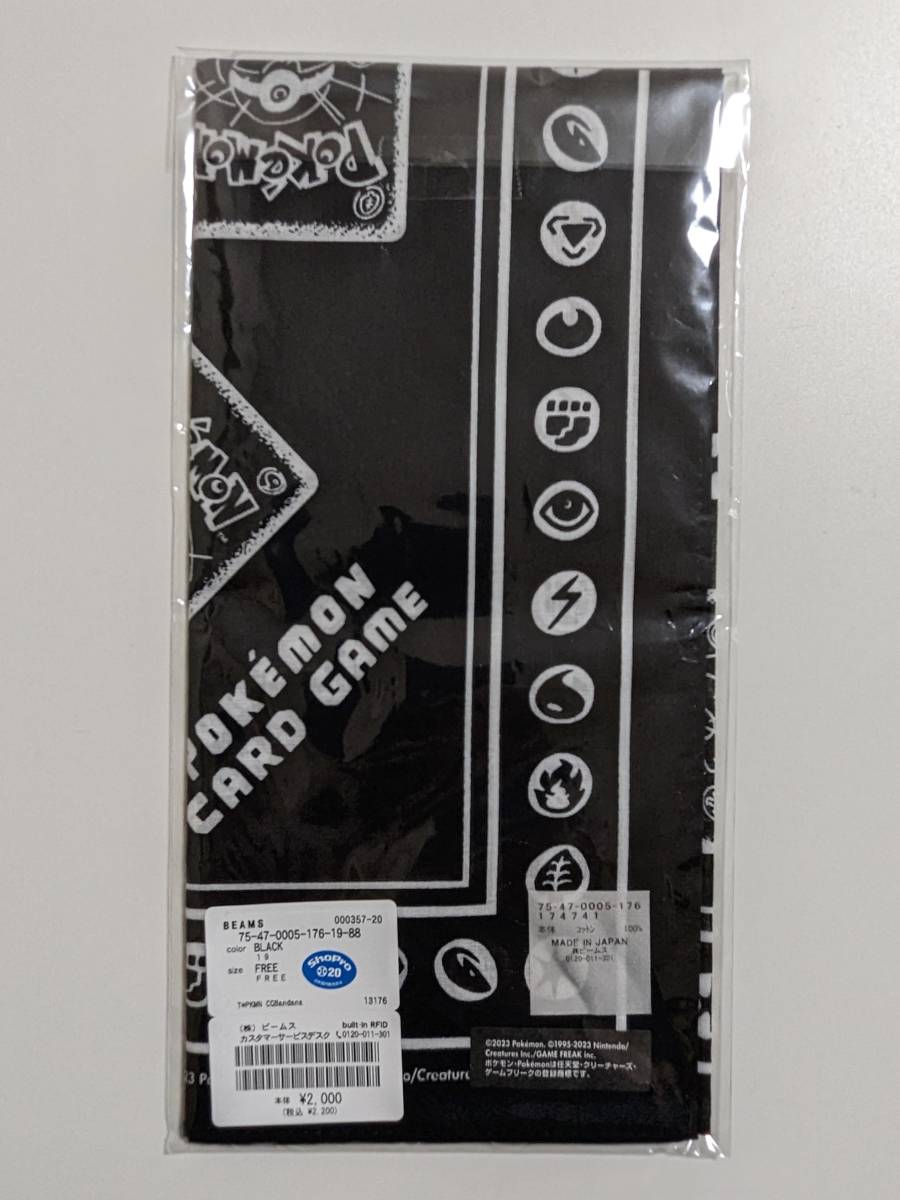 POKÉMON
POKÉMON
POKÉMON
CARD GAME
BEAMS 000357-20
75-47-0005-176-19-88
color BLACK
19
size FREE
FREE
ShoPro
20
T*PKMN CGBandana 13176
(株) ビームス built-in RFID
カスタマーサービスデスク 0120-011-301
本体 ¥2,000
(税込 ¥2,200)
75-47-0005-176
174741
本体 コットン 100%
MADE IN JAPAN
㈱ビームス
0120-011-301
©2023 Pokémon. ©1995-2023 Nintendo/
Creatures Inc./GAME FREAK inc.
ポケモン・Pokémonは任天堂・クリーチャーズ・
ゲームフリークの登録商標です。